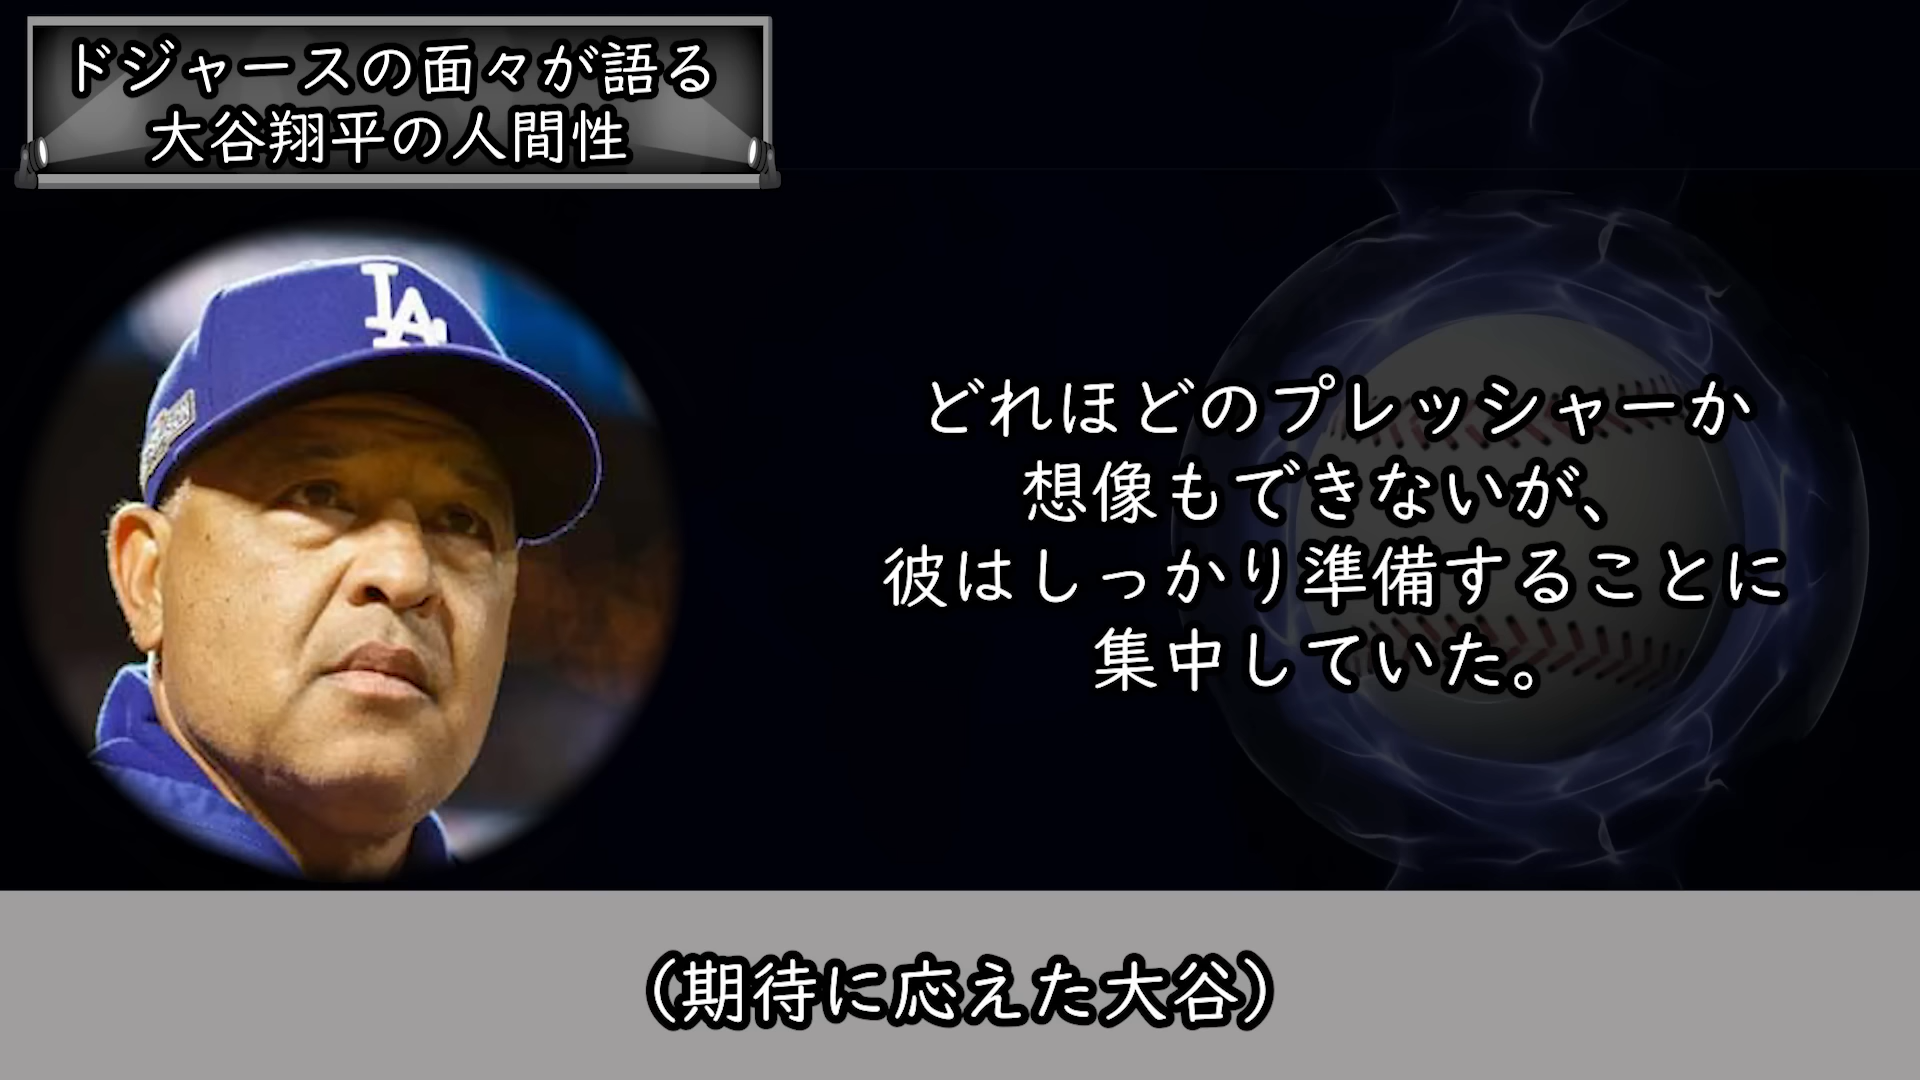 ドジャースの面々が語る
大谷翔平の人間性
LA
どれほどのプレッシャーか
想像もできないが、
彼はしっかり準備することに
集中していた。
（期待に応えた大谷）